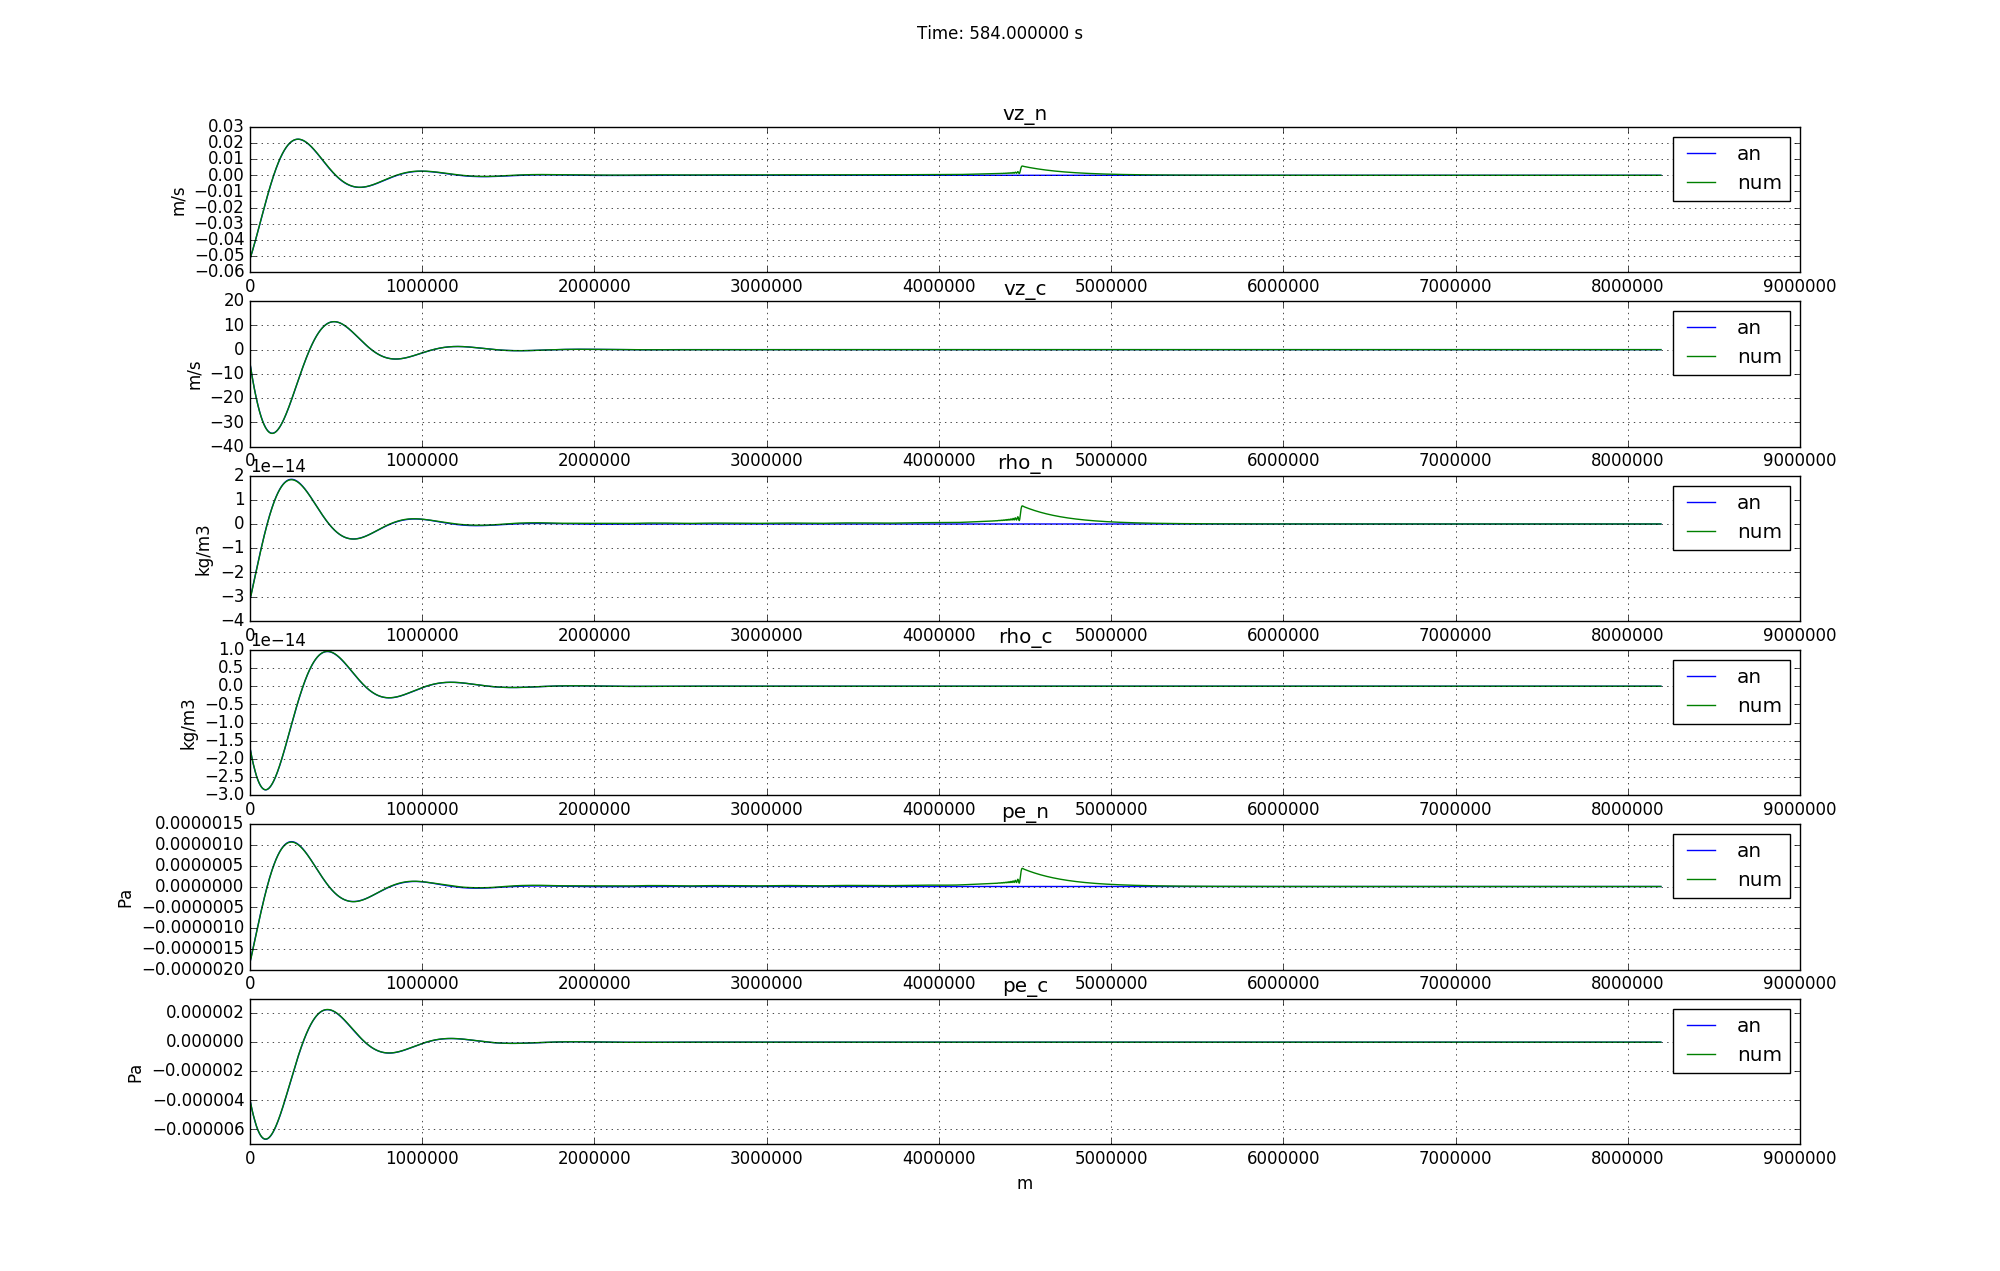 Time: 584.000000 s
vz_n
0.03
0.02
0.01
0.00
−0.01
−0.02
−0.03
−0.04
−0.05
−0.06
m/s
an
num
0 1000000 2000000 3000000 4000000 5000000 6000000 7000000 8000000 9000000
vz_c
20
10
0
−10
−20
−30
−40
m/s
an
num
0 1000000 2000000 3000000 4000000 5000000 6000000 7000000 8000000 9000000
1e−14
rho_n
2
1
0
−1
−2
−3
−4
kg/m3
an
num
0 1000000 2000000 3000000 4000000 5000000 6000000 7000000 8000000 9000000
1e−14
rho_c
1.0
0.5
0.0
−0.5
−1.0
−1.5
−2.0
−2.5
−3.0
kg/m3
an
num
0 1000000 2000000 3000000 4000000 5000000 6000000 7000000 8000000 9000000
pe_n
0.0000015
0.0000010
0.0000005
0.0000000
−0.0000005
−0.0000010
−0.0000015
−0.0000020
Pa
an
num
0 1000000 2000000 3000000 4000000 5000000 6000000 7000000 8000000 9000000
pe_c
0.000002
0.000000
−0.000002
−0.000004
−0.000006
Pa
an
num
0 1000000 2000000 3000000 4000000 5000000 6000000 7000000 8000000 9000000
m